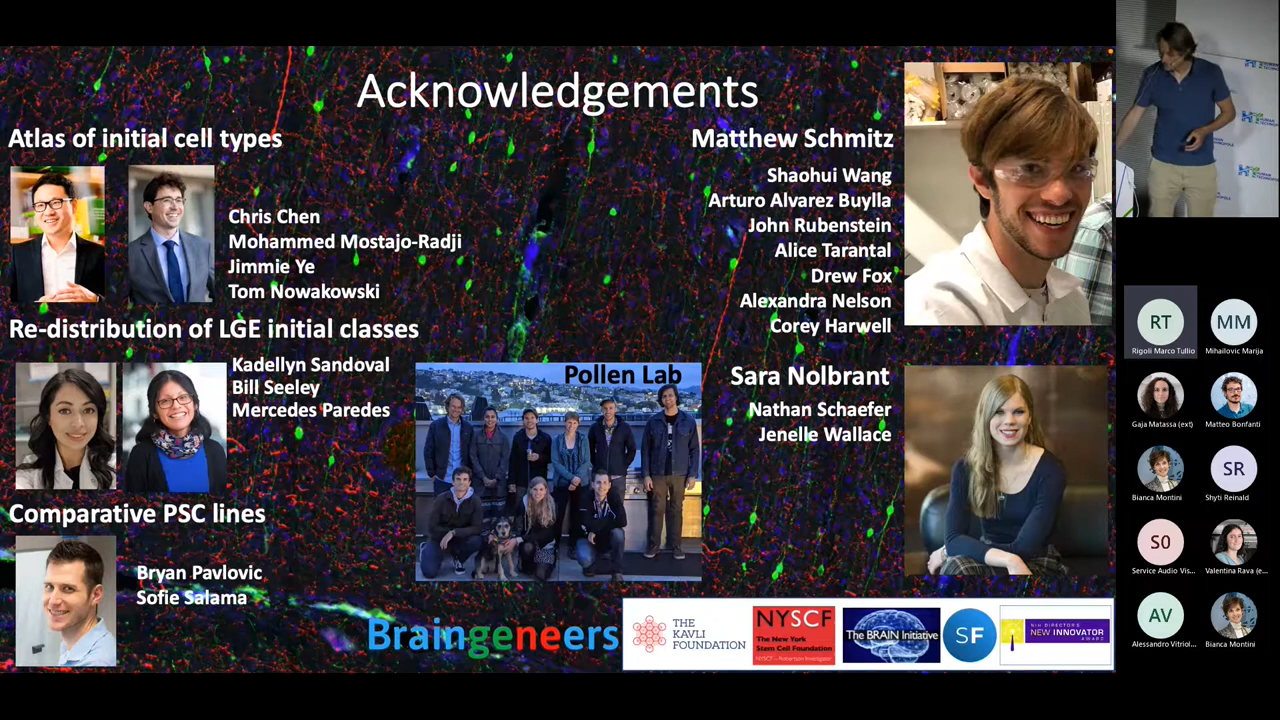 Acknowledgements
Atlas of initial cell types
Chris Chen
Mohammed Mostajo-Radji
Jimmie Ye
Tom Nowakowski
Re-distribution of LGE initial classes
Kadellyn Sandoval
Bill Seeley
Mercedes Paredes
Comparative PSC lines
Bryan Pavlovic
Sofie Salama
Pollen Lab
Braingeneers
Matthew Schmitz
Shaohui Wang
Arturo Alvarez Buylla
John Rubenstein
Alice Tarantal
Drew Fox
Alexandra Nelson
Corey Harwell
Sara Nolbrant
Nathan Schaefer
Jenelle Wallace
THE
KAVLI
FOUNDATION
NYSCF
The New York
Stem Cell Foundation
NYSCF – Robertson Investigator
The BRAIN Initiative
SF
NIH DIRECTOR'S
NEW INNOVATOR
AWARD
RT
Rigoli Marco Tullio
MM
Mihailovic Marija
Gaja Matassa (ext)
Matteo Bonfanti
Bianca Montini
SR
Shyti Reinald
S0
Service Audio Vis...
Valentina Rava (e...
AV
Alessandro Vitriol...
Bianca Montini